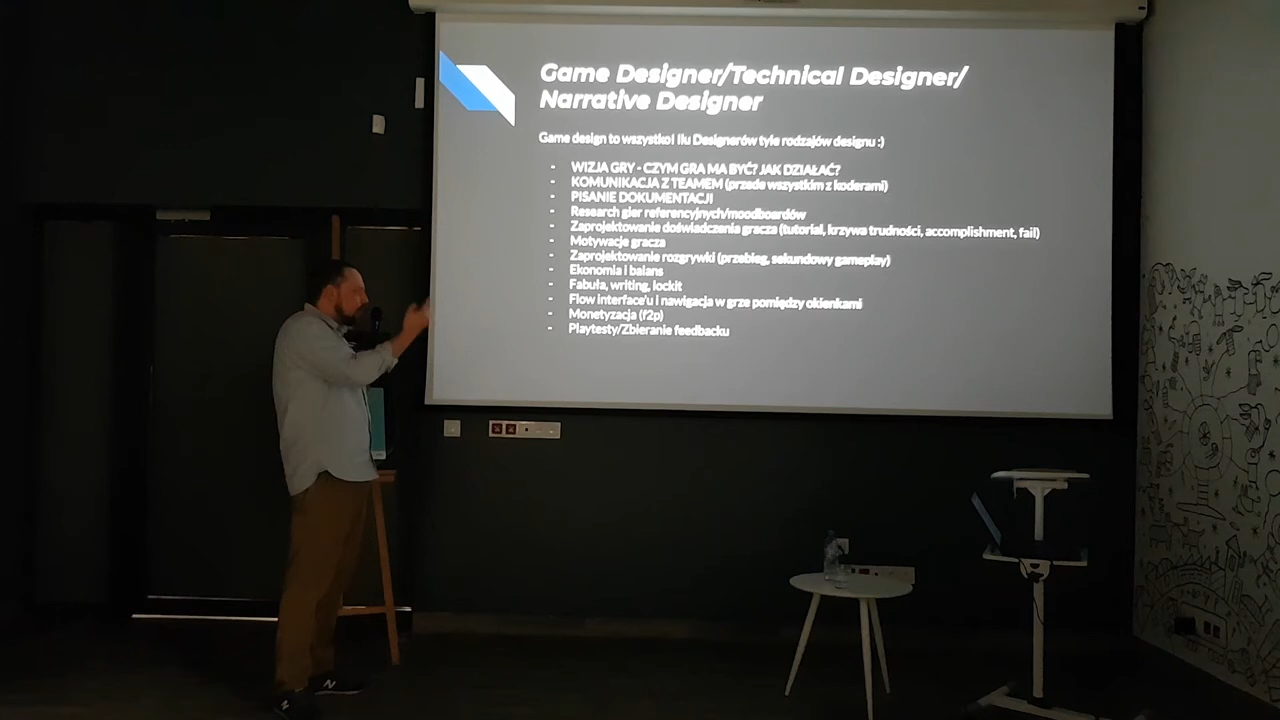 Game Designer/Technical Designer/
Narrative Designer
Game design to wszystko! Ilu Designerów tyle rodzajów designu :)
- WIZJA GRY - CZYM GRA MA BYĆ? JAK DZIAŁAĆ?
- KOMUNIKACJA Z TEAMEM (przede wszystkim z koderami)
- PISANIE DOKUMENTACJI
- Research gier referencyjnych/moodboardów
- Zaprojektowanie doświadczenia gracza (tutorial, krzywa trudności, accomplishment, fail)
- Motywacje gracza
- Zaprojektowanie rozgrywki (przebieg, sekundowy gameplay)
- Ekonomia i balans
- Fabuła, writing, lockit
- Flow interface'u i nawigacja w grze pomiędzy okienkami
- Monetyzacja (f2p)
- Playtesty/Zbieranie feedbacku
N
N